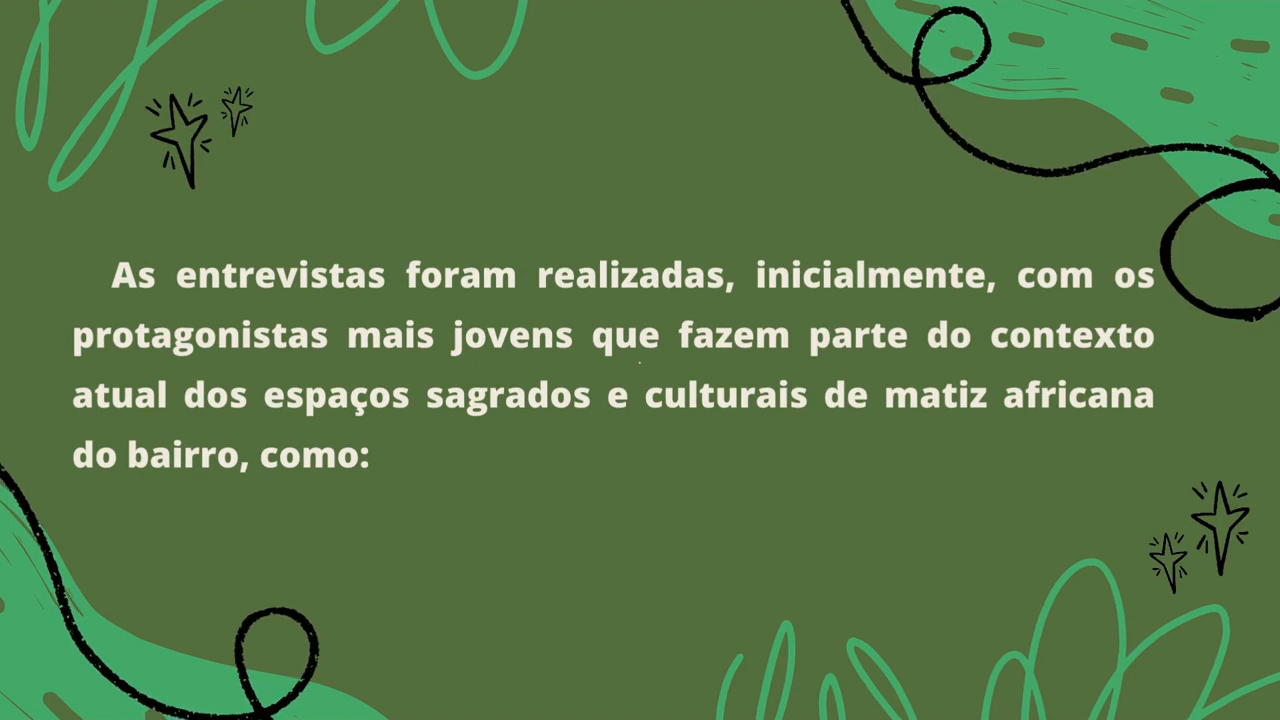 As entrevistas foram realizadas, inicialmente, com os
protagonistas mais jovens que fazem parte do contexto
atual dos espaços sagrados e culturais de matiz africana
do bairro, como: